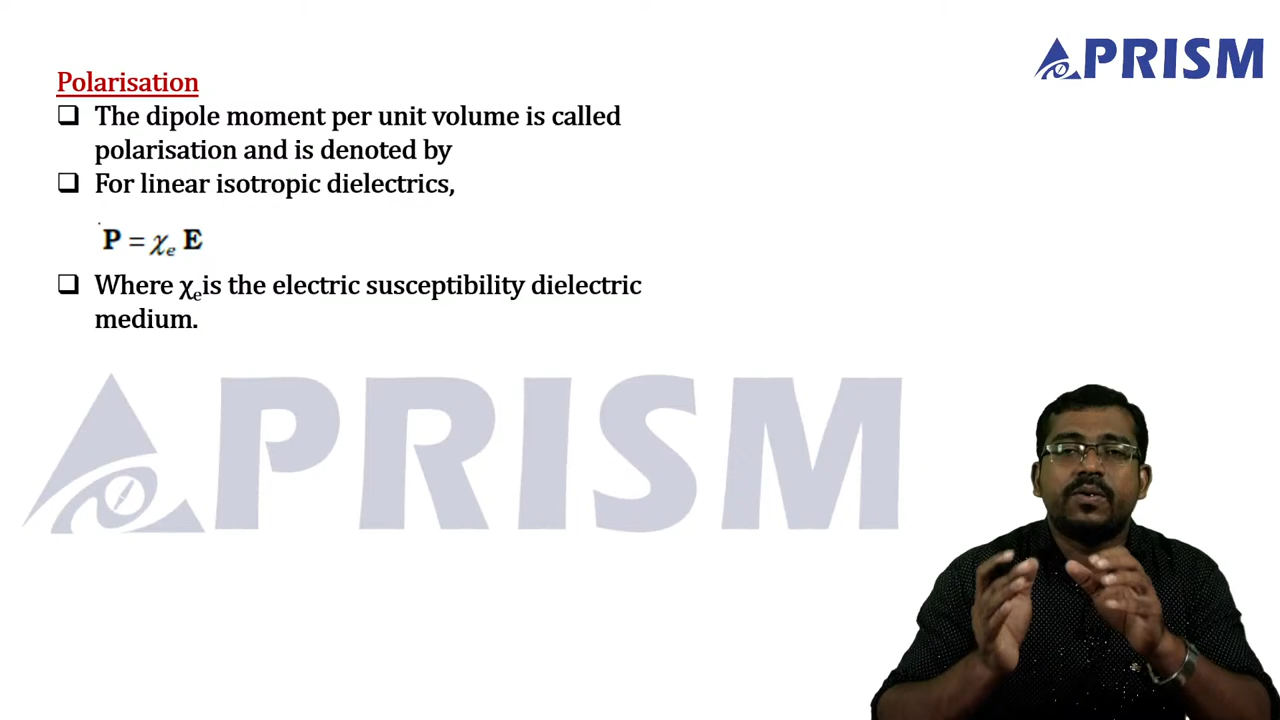 PRISM
Polarisation
The dipole moment per unit volume is called
polarisation and is denoted by
For linear isotropic dielectrics,
P = χe E
Where χe is the electric susceptibility dielectric
medium.
PRISM